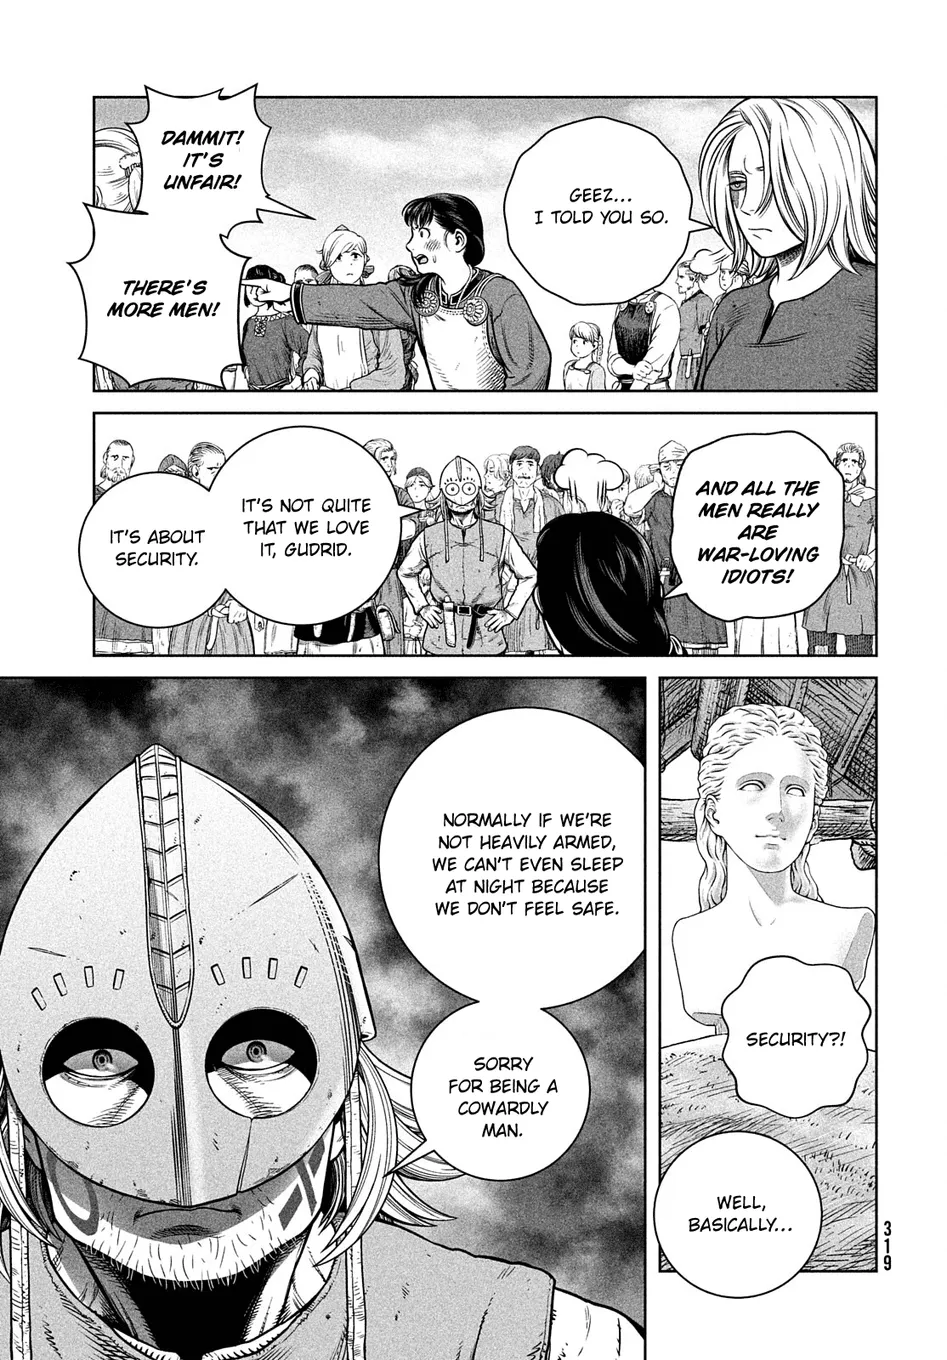 GEEZ...
I TOLD YOU SO.
DAMMIT!
IT'S
UNFAIR!
THERE'S
MORE MEN!
AND ALL THE
MEN REALLY
ARE
WAR-LOVING
IDIOTS!
IT'S NOT QUITE
THAT WE LOVE
IT, GUDRID.
IT'S ABOUT
SECURITY.
SECURITY?!
WELL,
BASICALLY...
NORMALLY IF WE'RE
NOT HEAVILY ARMED,
WE CAN'T EVEN SLEEP
AT NIGHT BECAUSE
WE DON'T FEEL SAFE.
SORRY
FOR BEING A
COWARDLY
MAN.
319